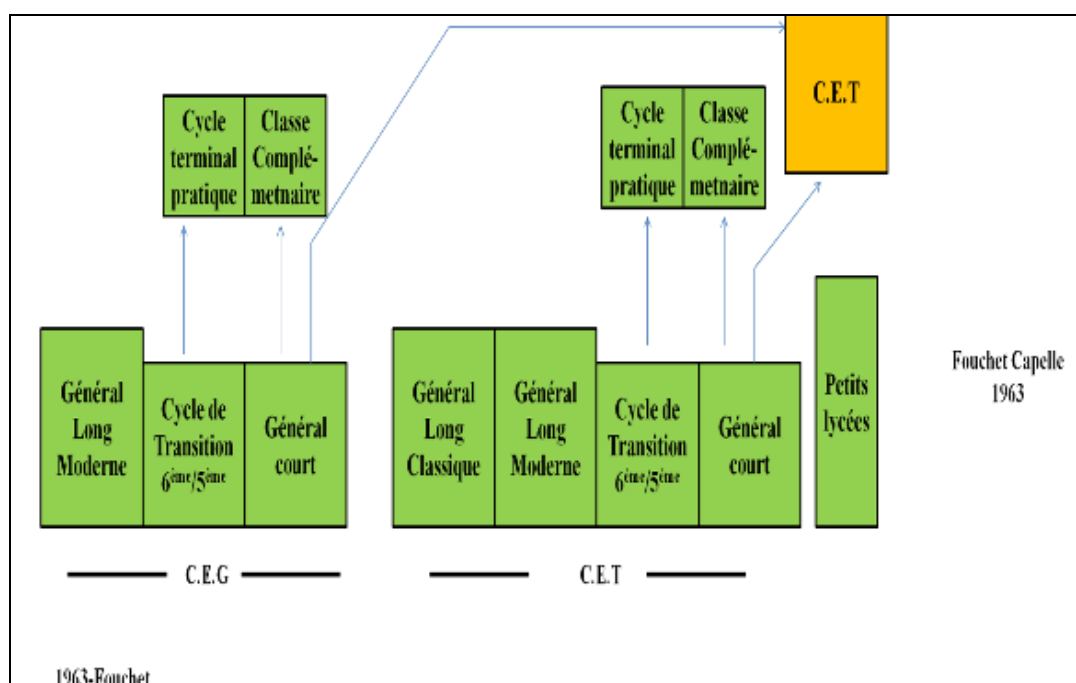 C.E.T
Cycle
terminal
pratique
Classe
Complé-
metnaire
Cycle
terminal
pratique
Classe
Complé-
metnaire
Général
Long
Moderne
Cycle de
Transition
6ème/5ème
Général
court
Général
Long
Classique
Général
Long
Moderne
Cycle de
Transition
6ème/5ème
Général
court
Petits
lycées
Fouchet Capelle
1963
C.E.G
C.E.T
1963-Fouchet